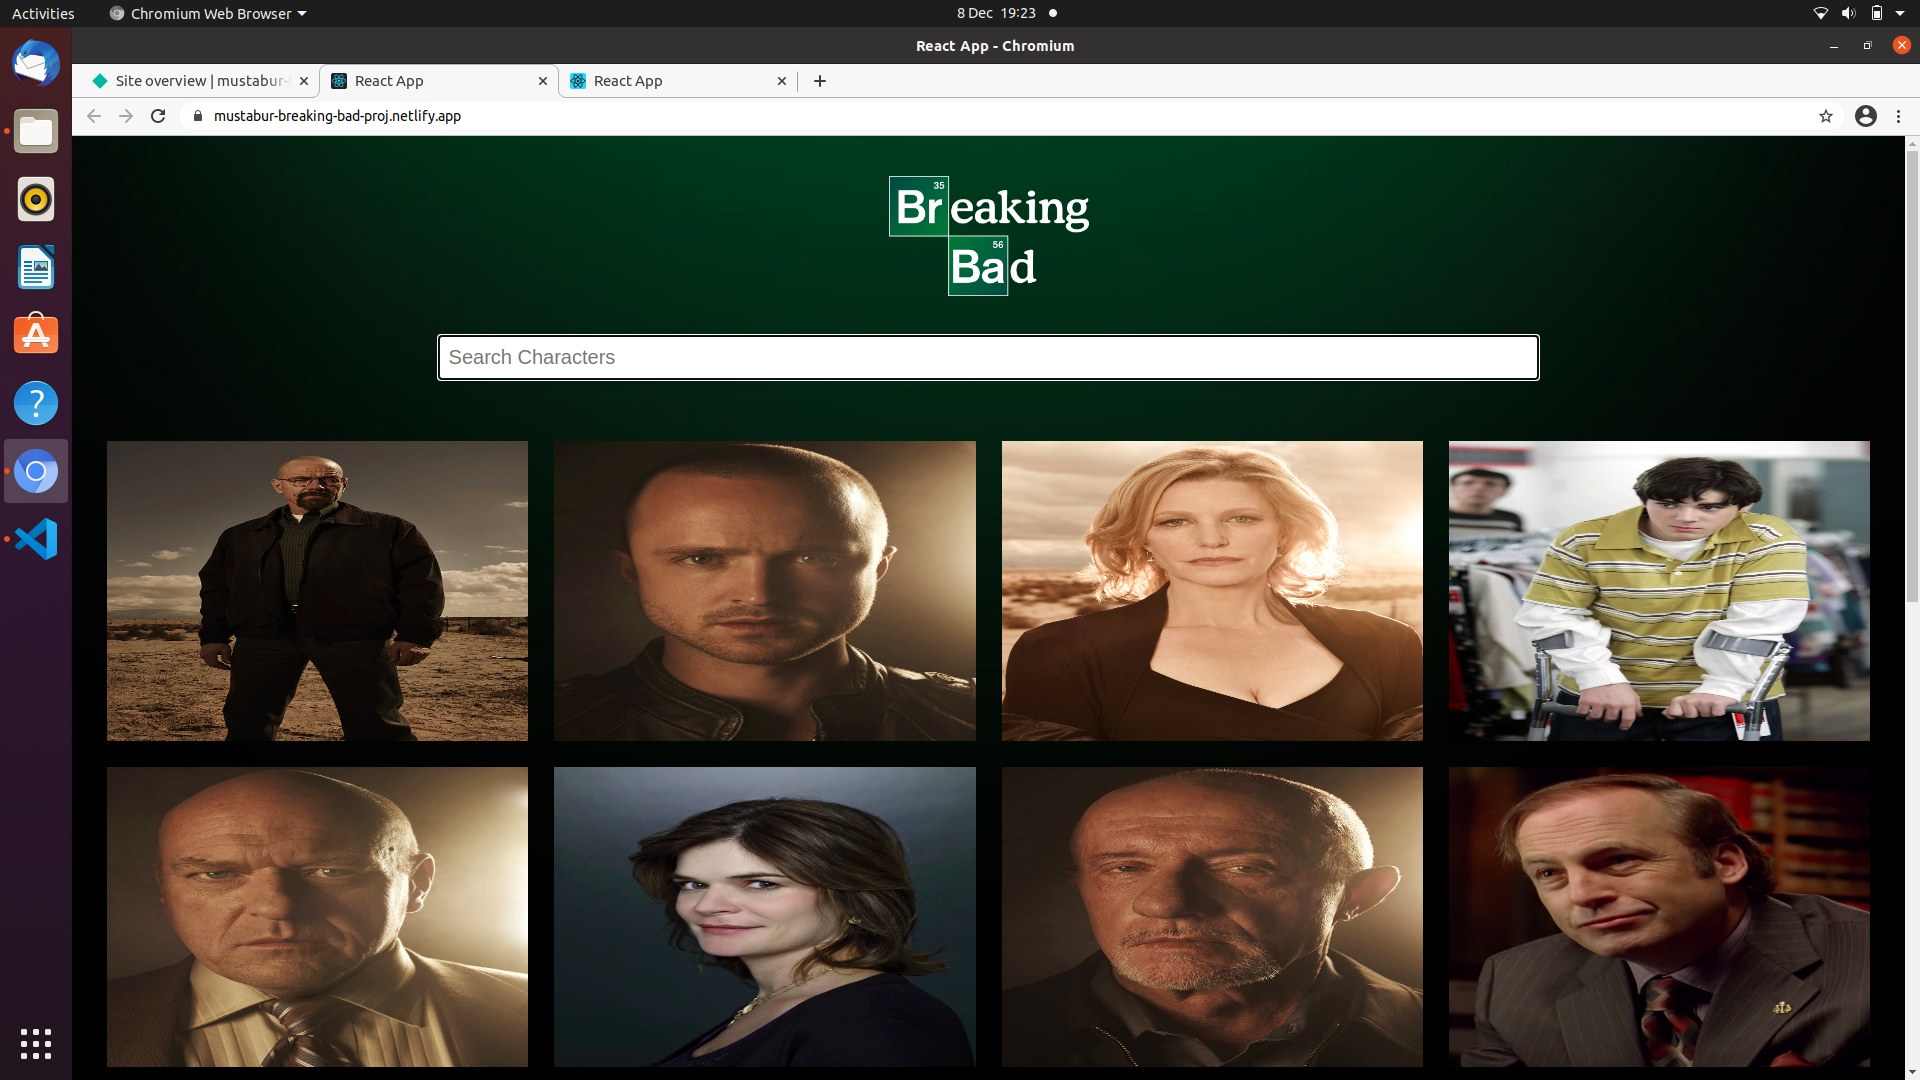 Activities
Chromium Web Browser
8 Dec 19:23
React App - Chromium
Site overview | mustabur-
React App
React App
mustabur-breaking-bad-proj.netlify.app
35
Breaking
56
Bad
Search Characters